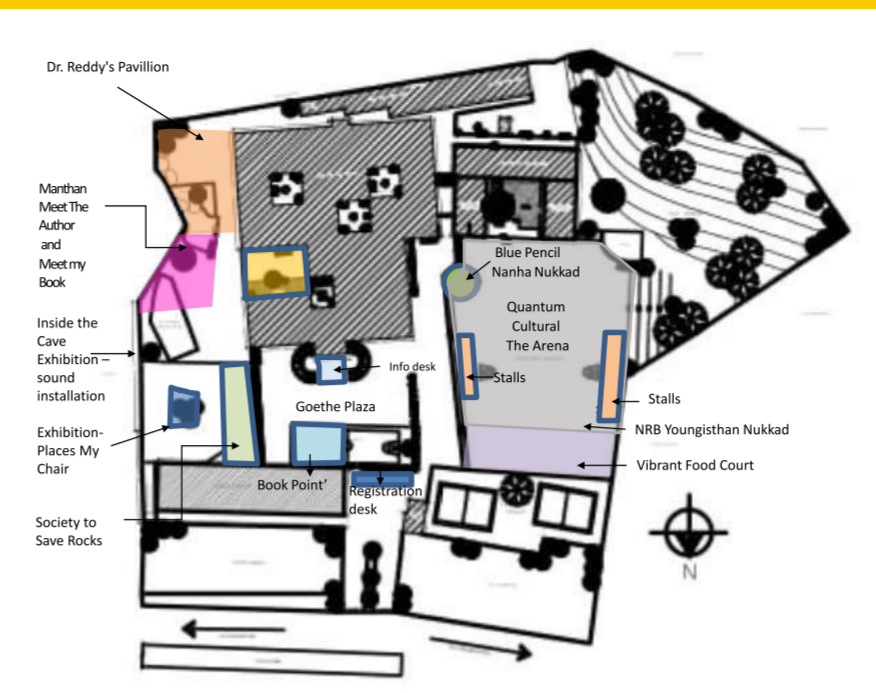 Dr. Reddy's Pavillion
Manthan
Meet The
Author
and
Meet my
Book
Inside the
Cave
Exhibition –
sound
installation
Exhibition-
Places My
Chair
Society to
Save Rocks
Blue Pencil
Nanha Nukkad
Quantum
Cultural
The Arena
Stalls
Stalls
Info desk
Goethe Plaza
NRB Youngisthan Nukkad
Vibrant Food Court
Book Point’
Registration
desk
N